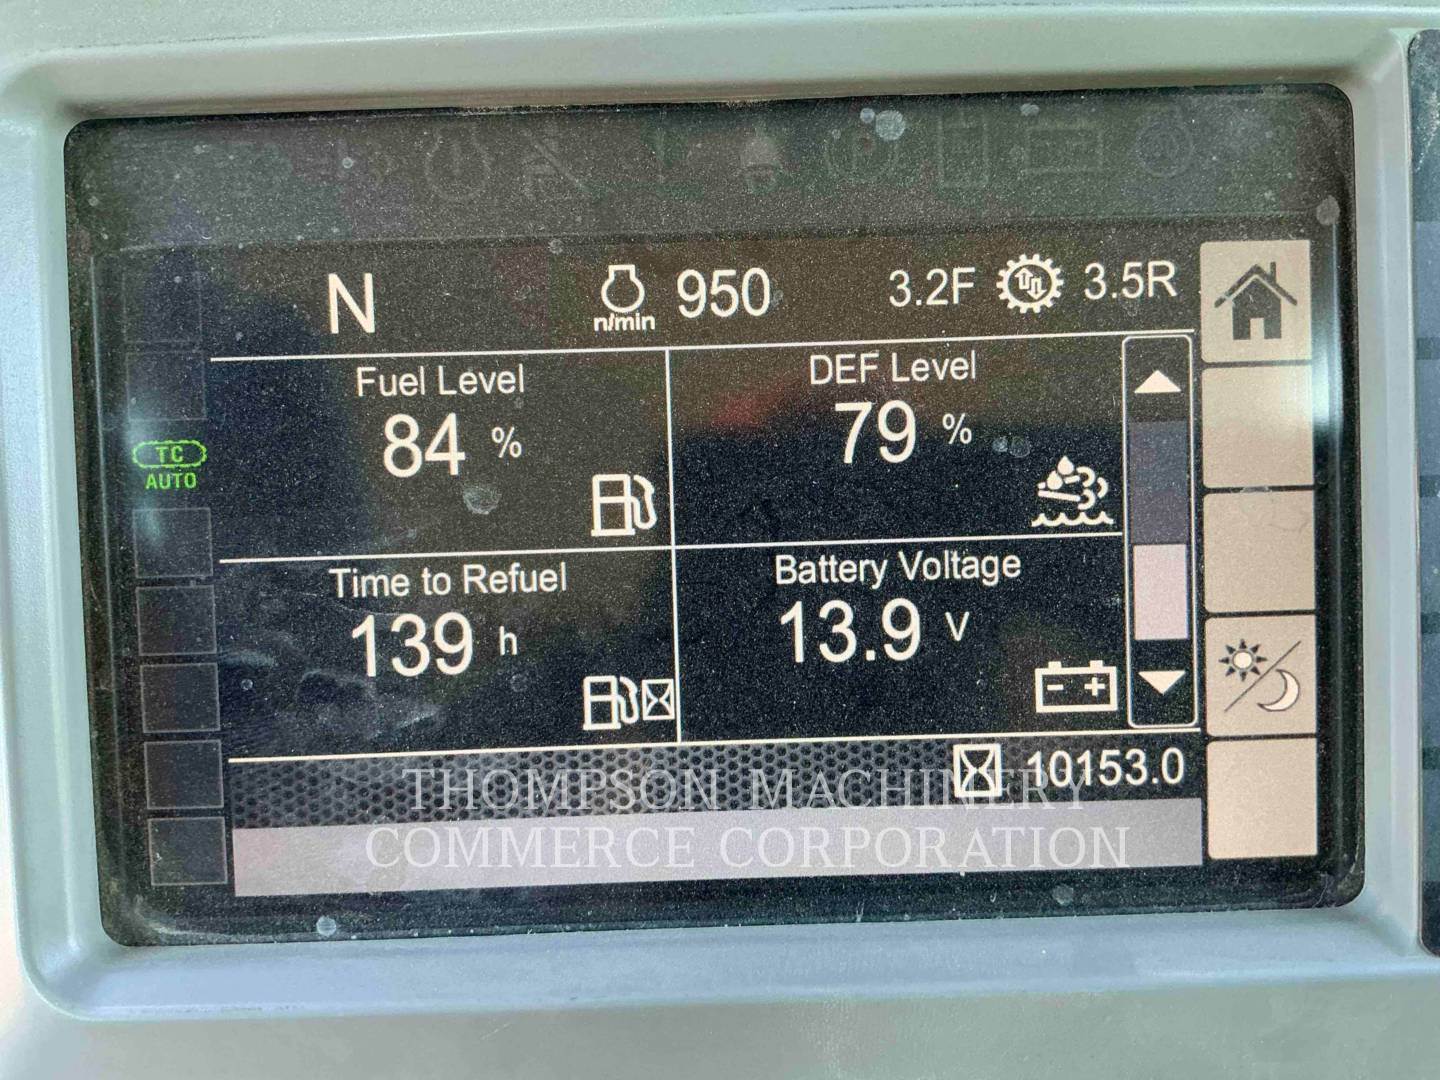 N n/min 950 3.2F 3.5R
Fuel Level
84 %
DEF Level
79 %
TC
AUTO
Time to Refuel
139 h
Battery Voltage
13.9 V
10153.0
THOMPSON MACHINERY
COMMERCE CORPORATION